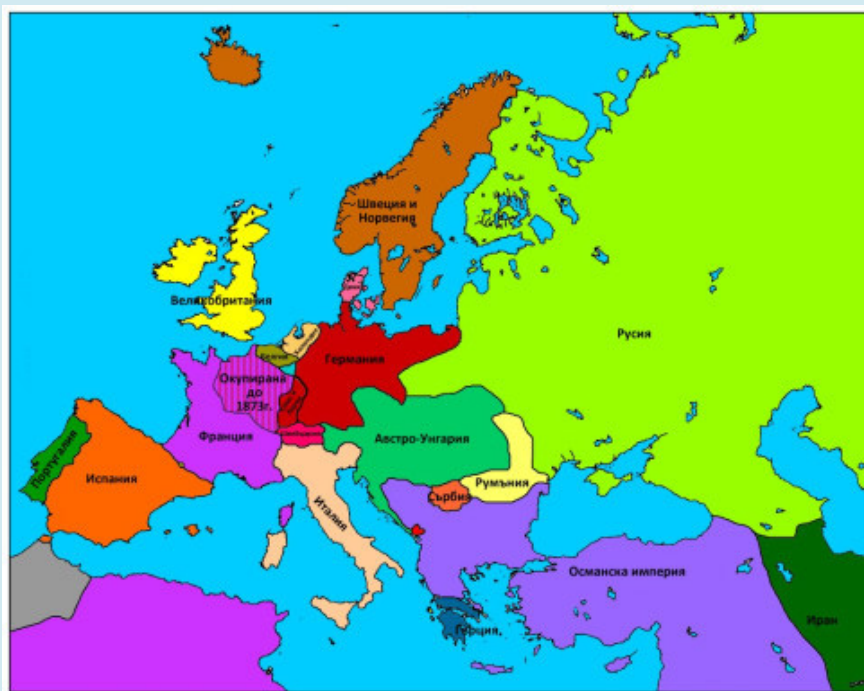 Швеция и
Норвегия
Великобритания
Русия
Германия
Окупирана
до
1873г.
Франция
Австро-Унгария
Португалия
Испания
Италия
Румъния
Сърбия
Османска империя
Гърция
Иран